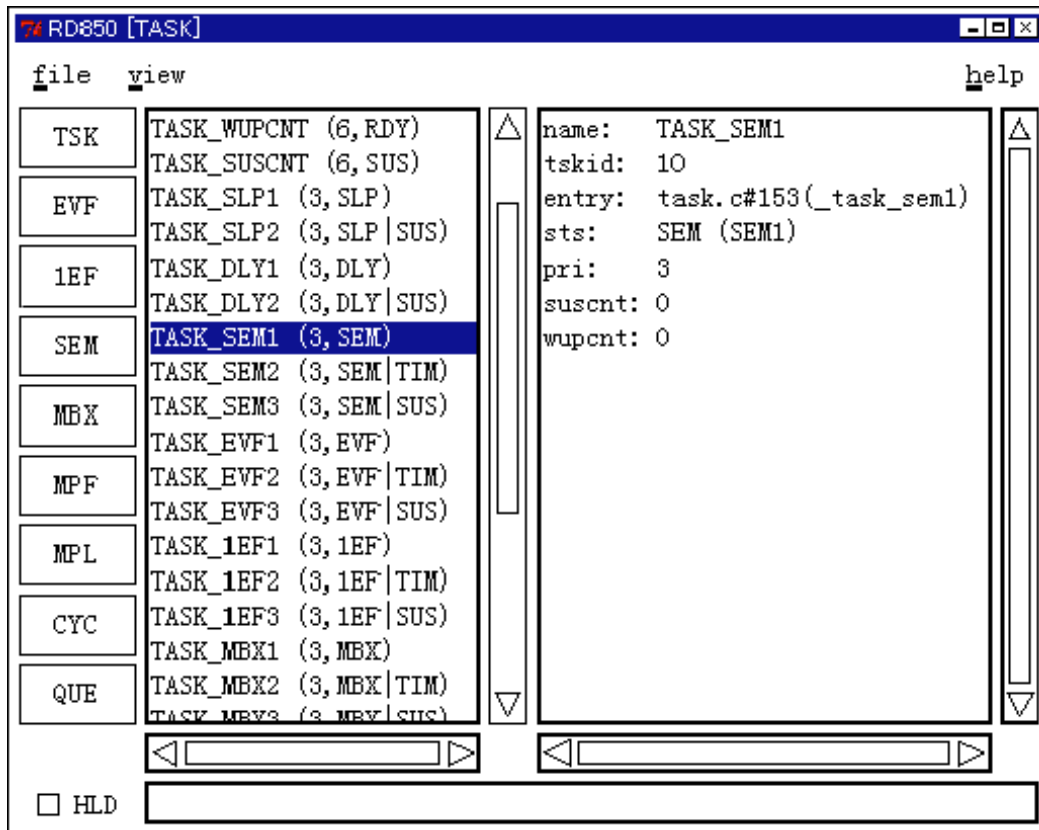 RD850 [TASK]
file view help
TSK
EVF
1EF
SEM
MBX
MPF
MPL
CYC
QUE
TASK_WUPCNT (6,RDY)
TASK_SUSCNT (6,SUS)
TASK_SLP1 (3,SLP)
TASK_SLP2 (3,SLP|SUS)
TASK_DLY1 (3,DLY)
TASK_DLY2 (3,DLY|SUS)
TASK_SEM1 (3,SEM)
TASK_SEM2 (3,SEM|TIM)
TASK_SEM3 (3,SEM|SUS)
TASK_EVF1 (3,EVF)
TASK_EVF2 (3,EVF|TIM)
TASK_EVF3 (3,EVF|SUS)
TASK_1EF1 (3,1EF)
TASK_1EF2 (3,1EF|TIM)
TASK_1EF3 (3,1EF|SUS)
TASK_MBX1 (3,MBX)
TASK_MBX2 (3,MBX|TIM)
TASK_MBX3 (3,MBX|SUS)
name: TASK_SEM1
tskid: 10
entry: task.c#153(_task_sem1)
sts: SEM (SEM1)
pri: 3
suscnt: 0
wupcnt: 0
HLD